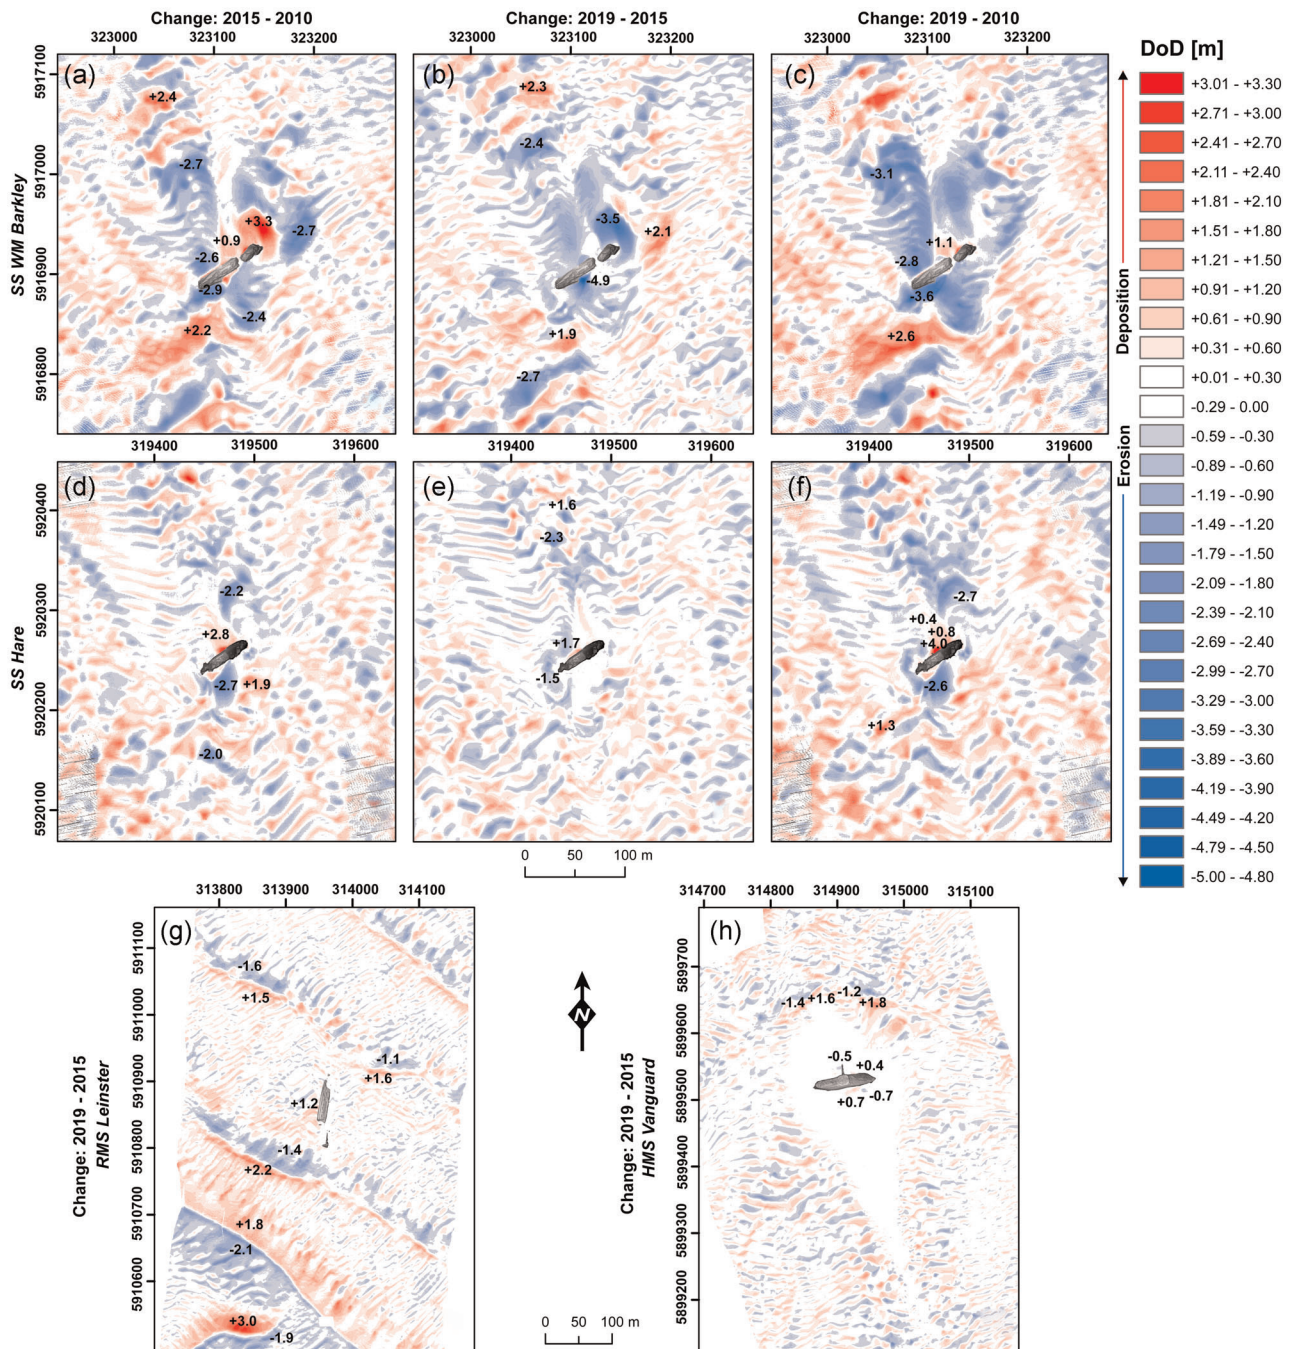 Change: 2015 - 2010
Change: 2019 - 2015
Change: 2019 - 2010
323000 323100 323200
323000 323100 323200
323000 323100 323200
SS WM Barkley
5917100
5917000
5916900
5916800
(a)
+2.4
-2.7
+3.3
-2.7
+0.9
-2.6
-2.9
-2.4
+2.2
(b)
+2.3
-2.4
-3.5
+2.1
-4.9
+1.9
-2.7
(c)
-3.1
+1.1
-2.8
-3.6
+2.6
319400 319500 319600
319400 319500 319600
319400 319500 319600
SS Hare
5920400
5920300
5920200
5920100
(d)
-2.2
+2.8
-2.7
+1.9
-2.0
(e)
+1.6
-2.3
+1.7
-1.5
(f)
-2.7
+0.4
+0.8
+4.0
-2.6
+1.3
0 50 100 m
DoD [m]
Deposition
Erosion
+3.01 - +3.30
+2.71 - +3.00
+2.41 - +2.70
+2.11 - +2.40
+1.81 - +2.10
+1.51 - +1.80
+1.21 - +1.50
+0.91 - +1.20
+0.61 - +0.90
+0.31 - +0.60
+0.01 - +0.30
-0.29 - 0.00
-0.59 - -0.30
-0.89 - -0.60
-1.19 - -0.90
-1.49 - -1.20
-1.79 - -1.50
-2.09 - -1.80
-2.39 - -2.10
-2.69 - -2.40
-2.99 - -2.70
-3.29 - -3.00
-3.59 - -3.30
-3.89 - -3.60
-4.19 - -3.90
-4.49 - -4.20
-4.79 - -4.50
-5.00 - -4.80
313800 313900 314000 314100
Change: 2019 - 2015
RMS Leinster
5911100
5911000
5910900
5910800
5910700
5910600
(g)
-1.6
+1.5
-1.1
+1.6
+1.2
-1.4
+2.2
+1.8
-2.1
+3.0
-1.9
N
0 50 100 m
314700 314800 314900 315000 315100
Change: 2019 - 2015
HMS Vanguard
5899700
5899600
5899500
5899400
5899300
5899200
(h)
-1.4
+1.6
-1.2
+1.8
-0.5
+0.4
+0.7
-0.7